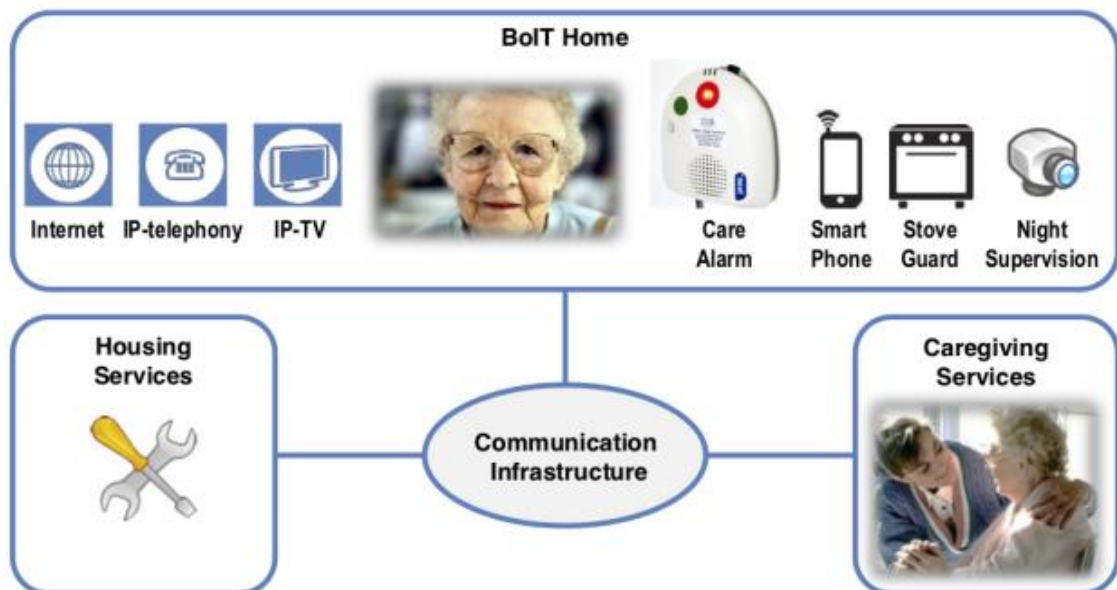 BoIT Home
Internet
IP-telephony
IP-TV
Care
Alarm
Smart
Phone
Stove
Guard
Night
Supervision
Housing
Services
Communication
Infrastructure
Caregiving
Services